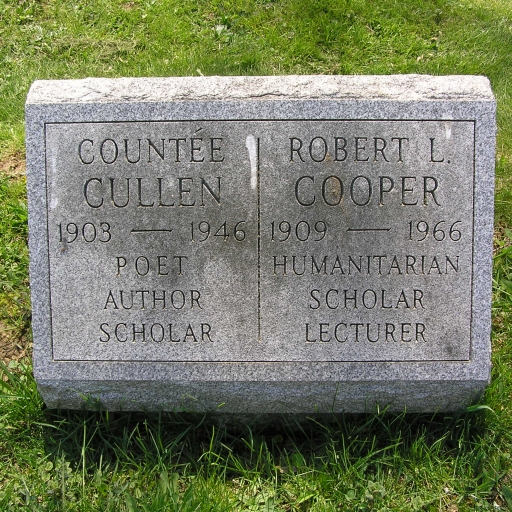 COUNTÉE
CULLEN
1903 — 1946
POET
AUTHOR
SCHOLAR
ROBERT L.
COOPER
1909 — 1966
HUMANITARIAN
SCHOLAR
LECTURER